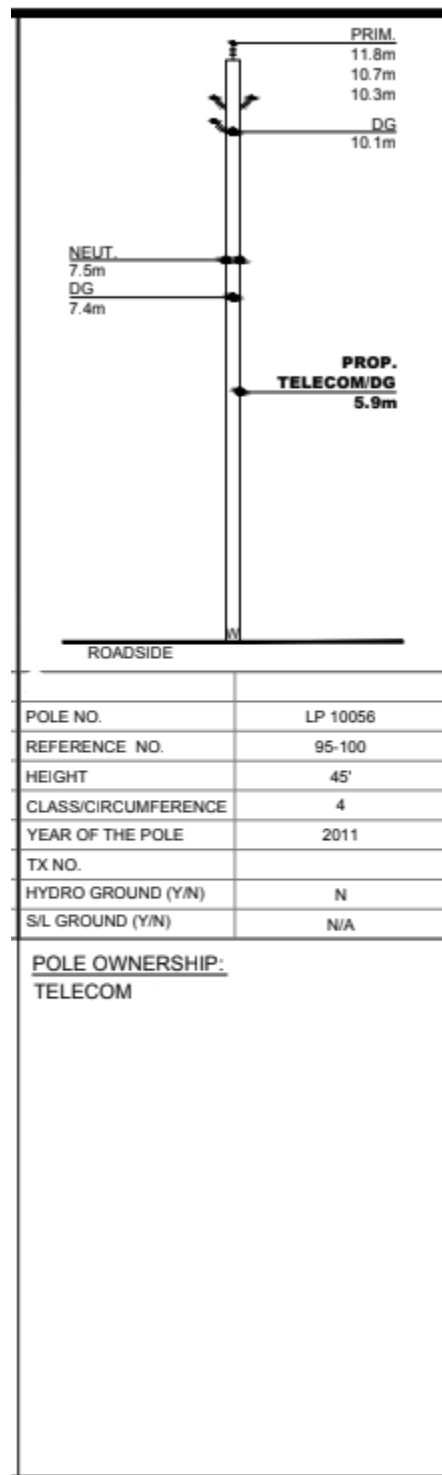 PRIM.
11.8m
10.7m
10.3m
DG
10.1m
NEUT.
7.5m
DG
7.4m
PROP.
TELECOM/DG
5.9m
W
ROADSIDE
POLE NO. LP 10056
REFERENCE NO. 95-100
HEIGHT 45'
CLASS/CIRCUMFERENCE 4
YEAR OF THE POLE 2011
TX NO.
HYDRO GROUND (Y/N) N
S/L GROUND (Y/N) N/A
POLE OWNERSHIP:
TELECOM